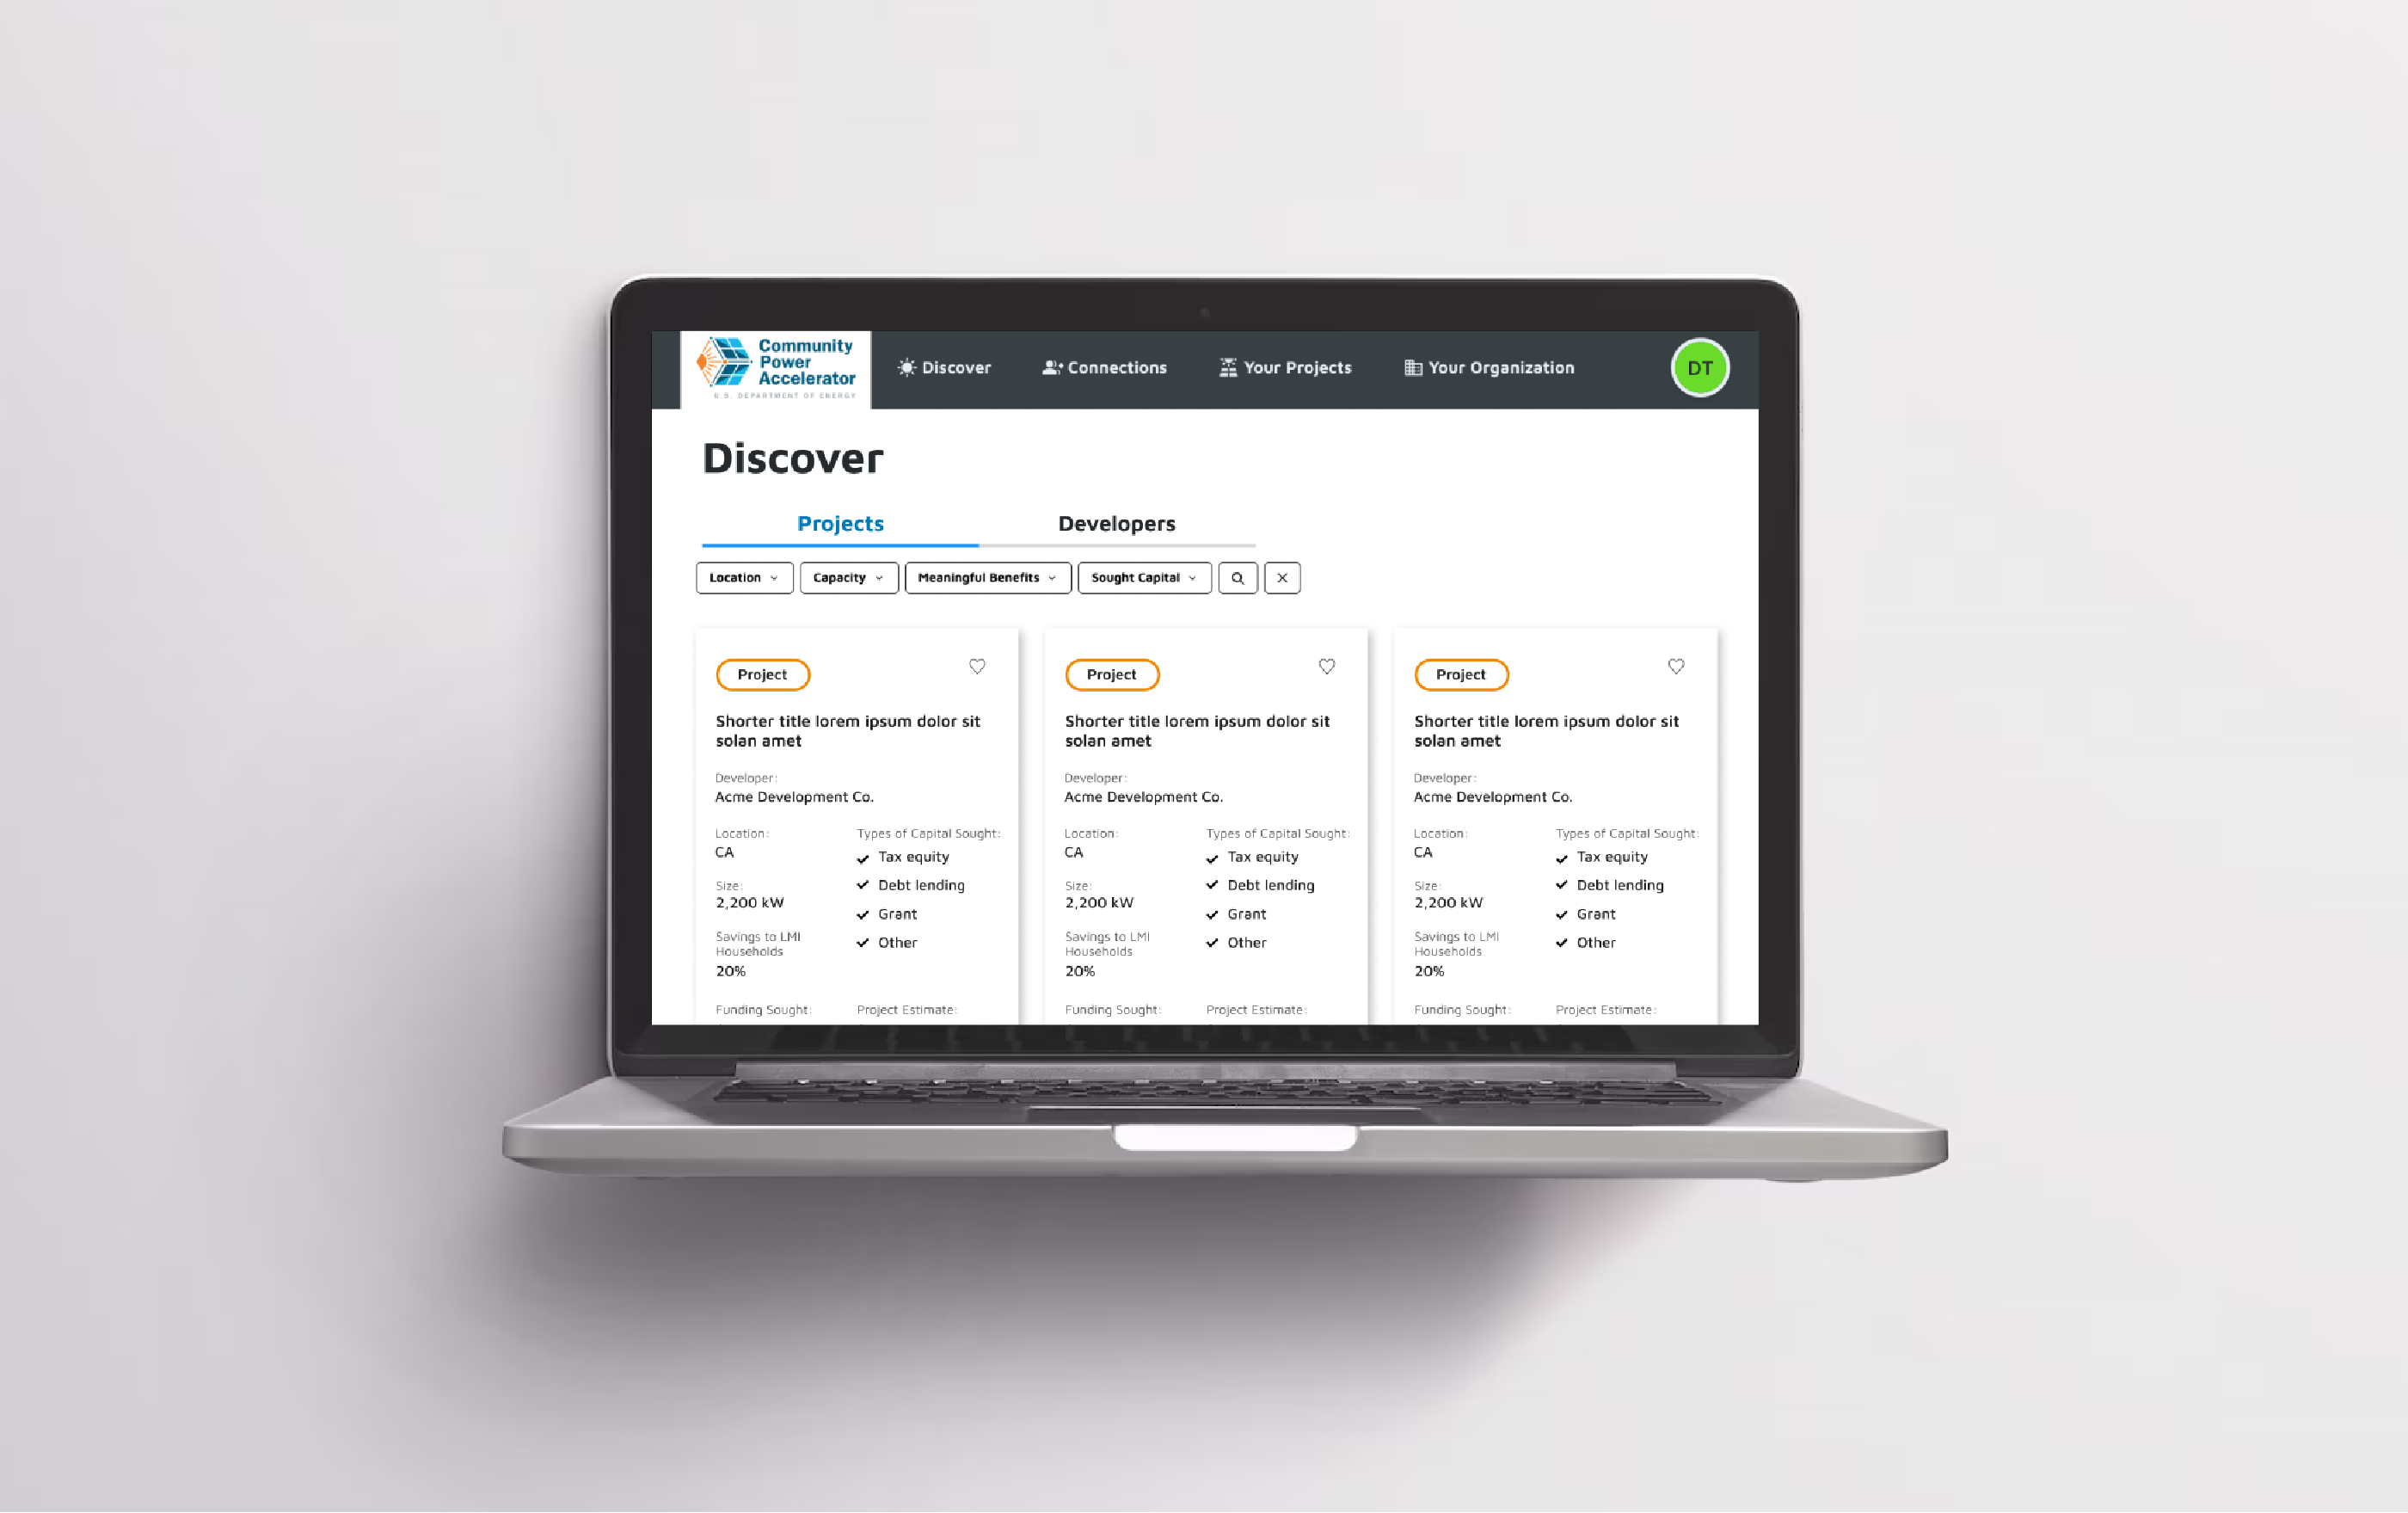 Community
Power
Accelerator
U.S. DEPARTMENT OF ENERGY
Discover
Connections
Your Projects
Your Organization
DT
Discover
Projects
Developers
Location
Capacity
Meaningful Benefits
Sought Capital
Project
Shorter title lorem ipsum dolor sit
solan amet
Developer:
Acme Development Co.
Location:
CA
Size:
2,200 kW
Savings to LMI
Households
20%
Types of Capital Sought:
Tax equity
Debt lending
Grant
Other
Funding Sought:
Project Estimate:
Project
Shorter title lorem ipsum dolor sit
solan amet
Developer:
Acme Development Co.
Location:
CA
Size:
2,200 kW
Savings to LMI
Households
20%
Types of Capital Sought:
Tax equity
Debt lending
Grant
Other
Funding Sought:
Project Estimate:
Project
Shorter title lorem ipsum dolor sit
solan amet
Developer:
Acme Development Co.
Location:
CA
Size:
2,200 kW
Savings to LMI
Households
20%
Types of Capital Sought:
Tax equity
Debt lending
Grant
Other
Funding Sought:
Project Estimate: